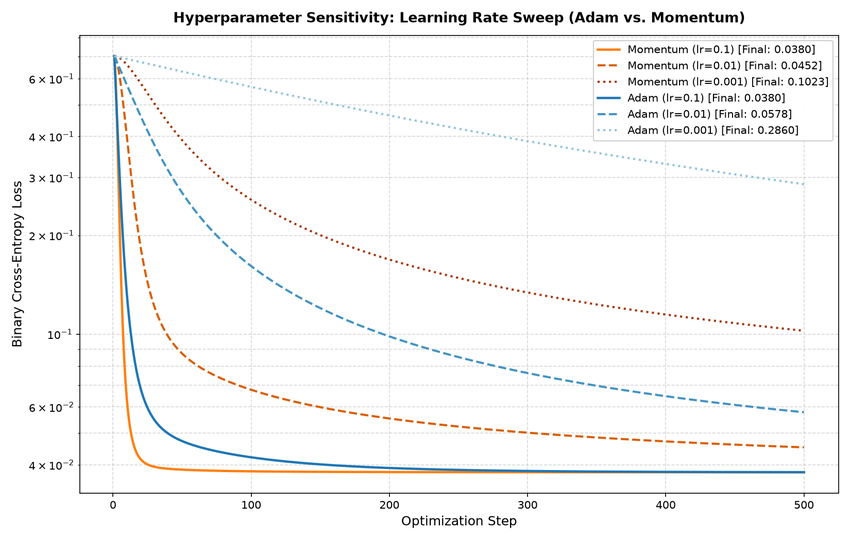 Hyperparameter Sensitivity: Learning Rate Sweep (Adam vs. Momentum)
Momentum (lr=0.1) [Final: 0.0380]
Momentum (lr=0.01) [Final: 0.0452]
Momentum (lr=0.001) [Final: 0.1023]
Adam (lr=0.1) [Final: 0.0380]
Adam (lr=0.01) [Final: 0.0578]
Adam (lr=0.001) [Final: 0.2860]
Binary Cross-Entropy Loss
6 × 10⁻¹
4 × 10⁻¹
3 × 10⁻¹
2 × 10⁻¹
10⁻¹
6 × 10⁻²
4 × 10⁻²
0 100 200 300 400 500
Optimization Step